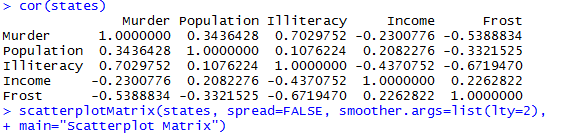 > cor(states)
               Murder Population Illiteracy     Income      Frost
Murder      1.0000000  0.3436428  0.7029752 -0.2300776 -0.5388834
Population  0.3436428  1.0000000  0.1076224  0.2082276 -0.3321525
Illiteracy  0.7029752  0.1076224  1.0000000 -0.4370752 -0.6719470
Income     -0.2300776  0.2082276 -0.4370752  1.0000000  0.2262822
Frost      -0.5388834 -0.3321525 -0.6719470  0.2262822  1.0000000
> scatterplotMatrix(states, spread=FALSE, smoother.args=list(lty=2),
+ main="Scatterplot Matrix")